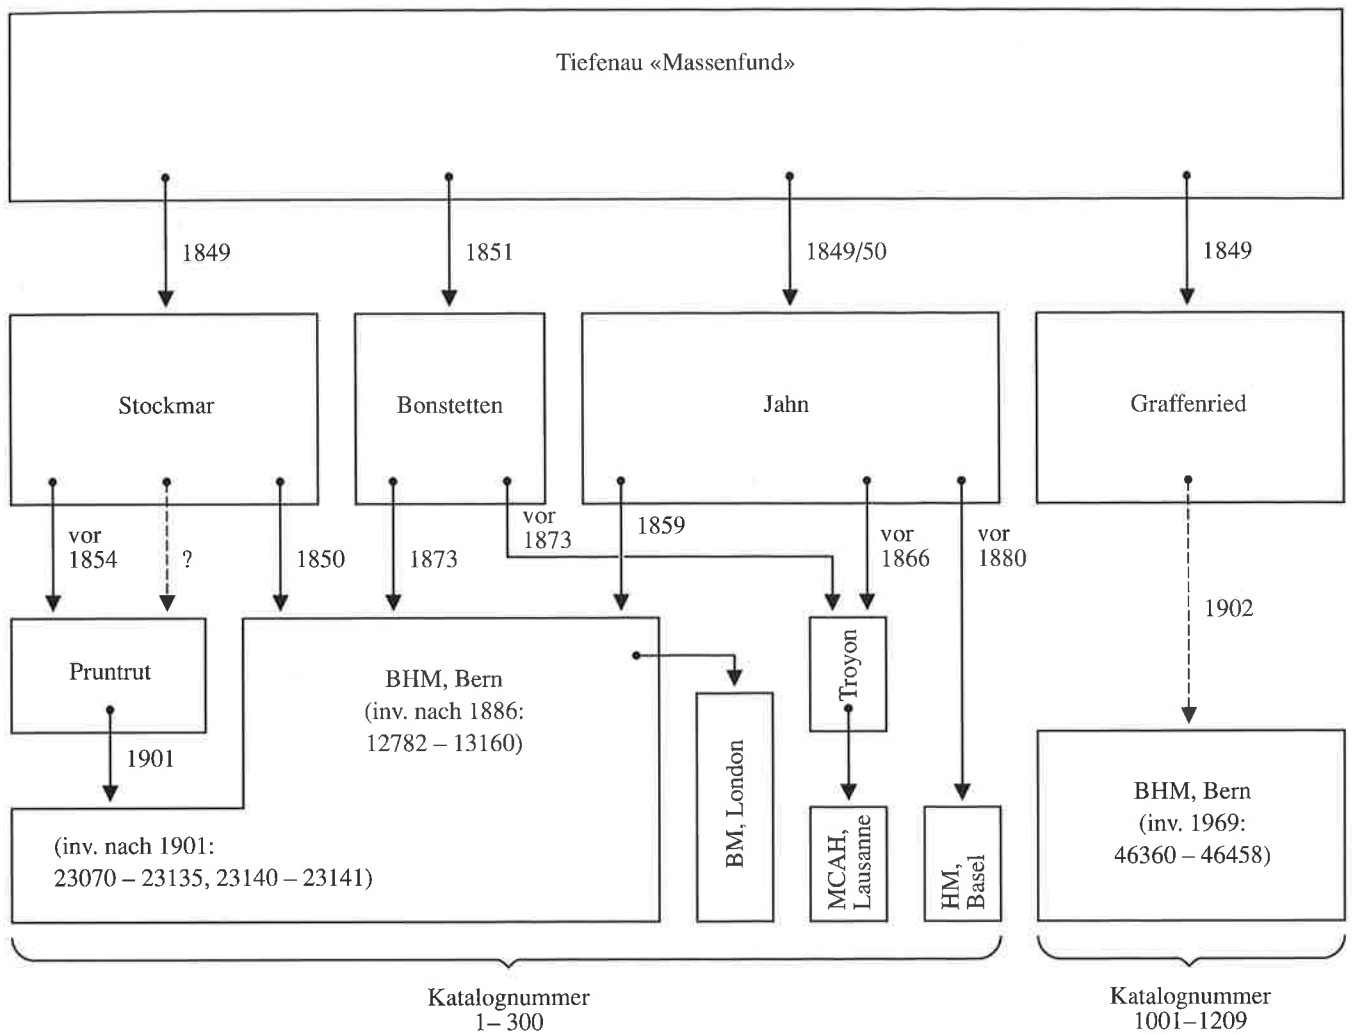 Tiefenau «Massenfund»
1849
1851
1849/50
1849
Stockmar
Bonstetten
Jahn
Graffenried
vor
1854
?
1850
1873
vor
1873
1859
vor
1866
vor
1880
1902
Pruntrut
1901
BHM, Bern
(inv. nach 1886:
12782 – 13160)
(inv. nach 1901:
23070 – 23135, 23140 – 23141)
BM, London
Troyon
MCAH,
Lausanne
HM,
Basel
BHM, Bern
(inv. 1969:
46360 – 46458)
Katalognummer
1– 300
Katalognummer
1001–1209